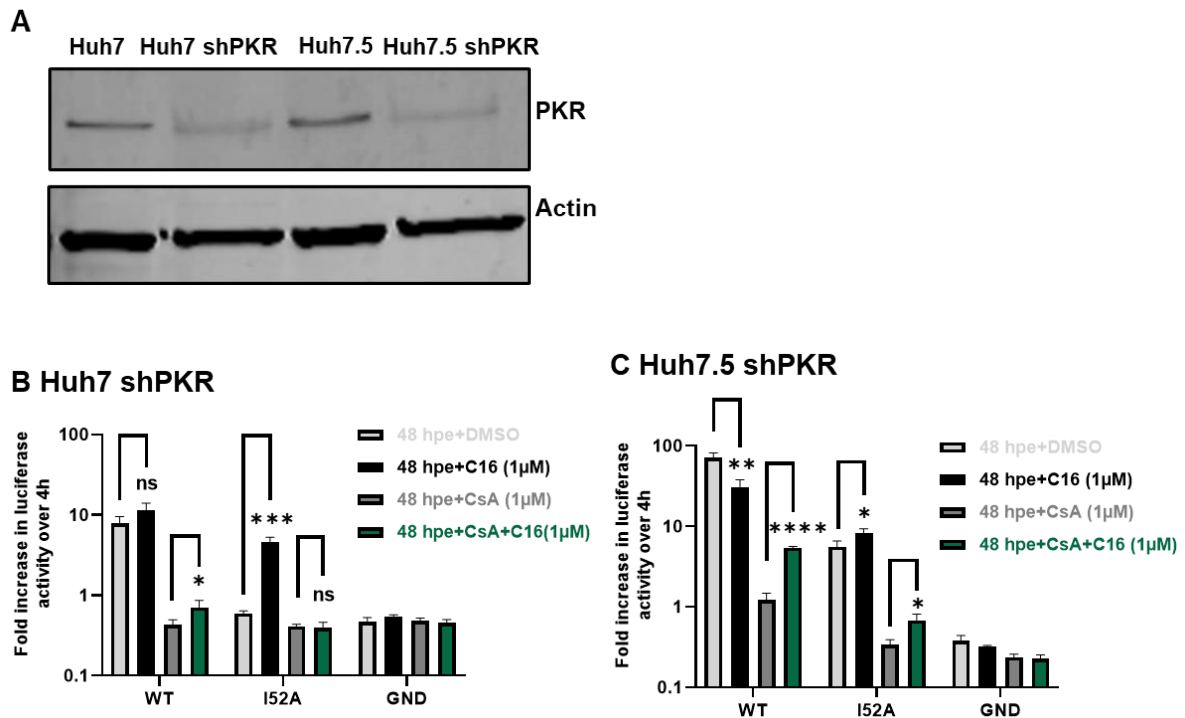 A
Huh7 Huh7 shPKR Huh7.5 Huh7.5 shPKR
PKR
Actin
B Huh7 shPKR
Fold increase in luciferase
activity over 4h
100
10
1
0.1
ns
*
***
ns
WT
I52A
GND
48 hpe+DMSO
48 hpe+C16 (1µM)
48 hpe+CsA (1µM)
48 hpe+CsA+C16(1µM)
C Huh7.5 shPKR
Fold increase in luciferase
activity over 4h
100
10
1
0.1
**
****
*
*
WT
I52A
GND
48 hpe+DMSO
48 hpe+C16 (1µM)
48 hpe+CsA (1µM)
48 hpe+CsA+C16 (1µM)